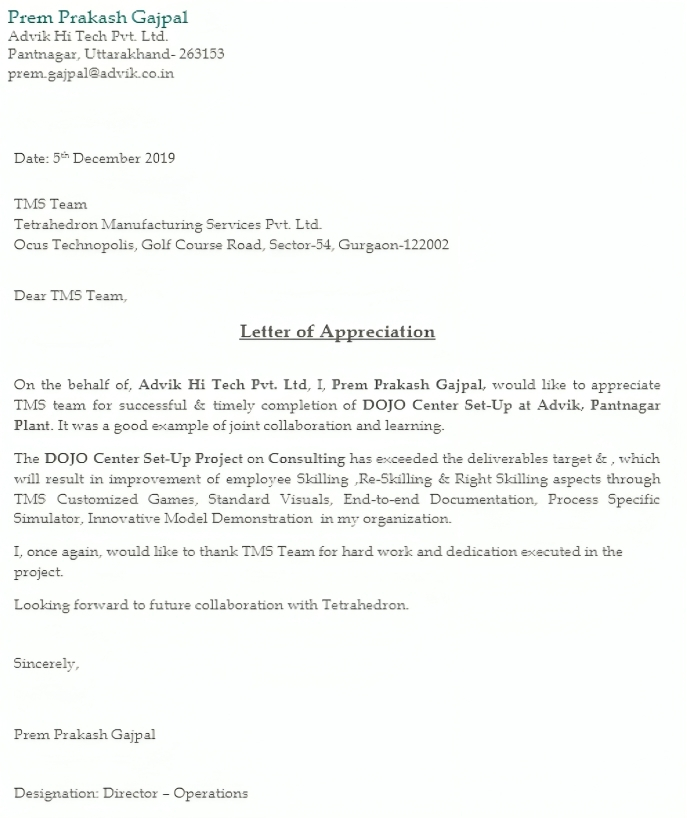 Prem Prakash Gajpal
Advik Hi Tech Pvt. Ltd.
Pantnagar, Uttarakhand- 263153
prem.gajpal@advik.co.in
Date: 5th December 2019
TMS Team
Tetrahedron Manufacturing Services Pvt. Ltd.
Ocus Technopolis, Golf Course Road, Sector-54, Gurgaon-122002
Dear TMS Team,
Letter of Appreciation
On the behalf of, Advik Hi Tech Pvt. Ltd, I, Prem Prakash Gajpal, would like to appreciate
TMS team for successful & timely completion of DOJO Center Set-Up at Advik, Pantnagar
Plant. It was a good example of joint collaboration and learning.
The DOJO Center Set-Up Project on Consulting has exceeded the deliverables target & , which
will result in improvement of employee Skilling ,Re-Skilling & Right Skilling aspects through
TMS Customized Games, Standard Visuals, End-to-end Documentation, Process Specific
Simulator, Innovative Model Demonstration in my organization.
I, once again, would like to thank TMS Team for hard work and dedication executed in the
project.
Looking forward to future collaboration with Tetrahedron.
Sincerely,
Prem Prakash Gajpal
Designation: Director – Operations